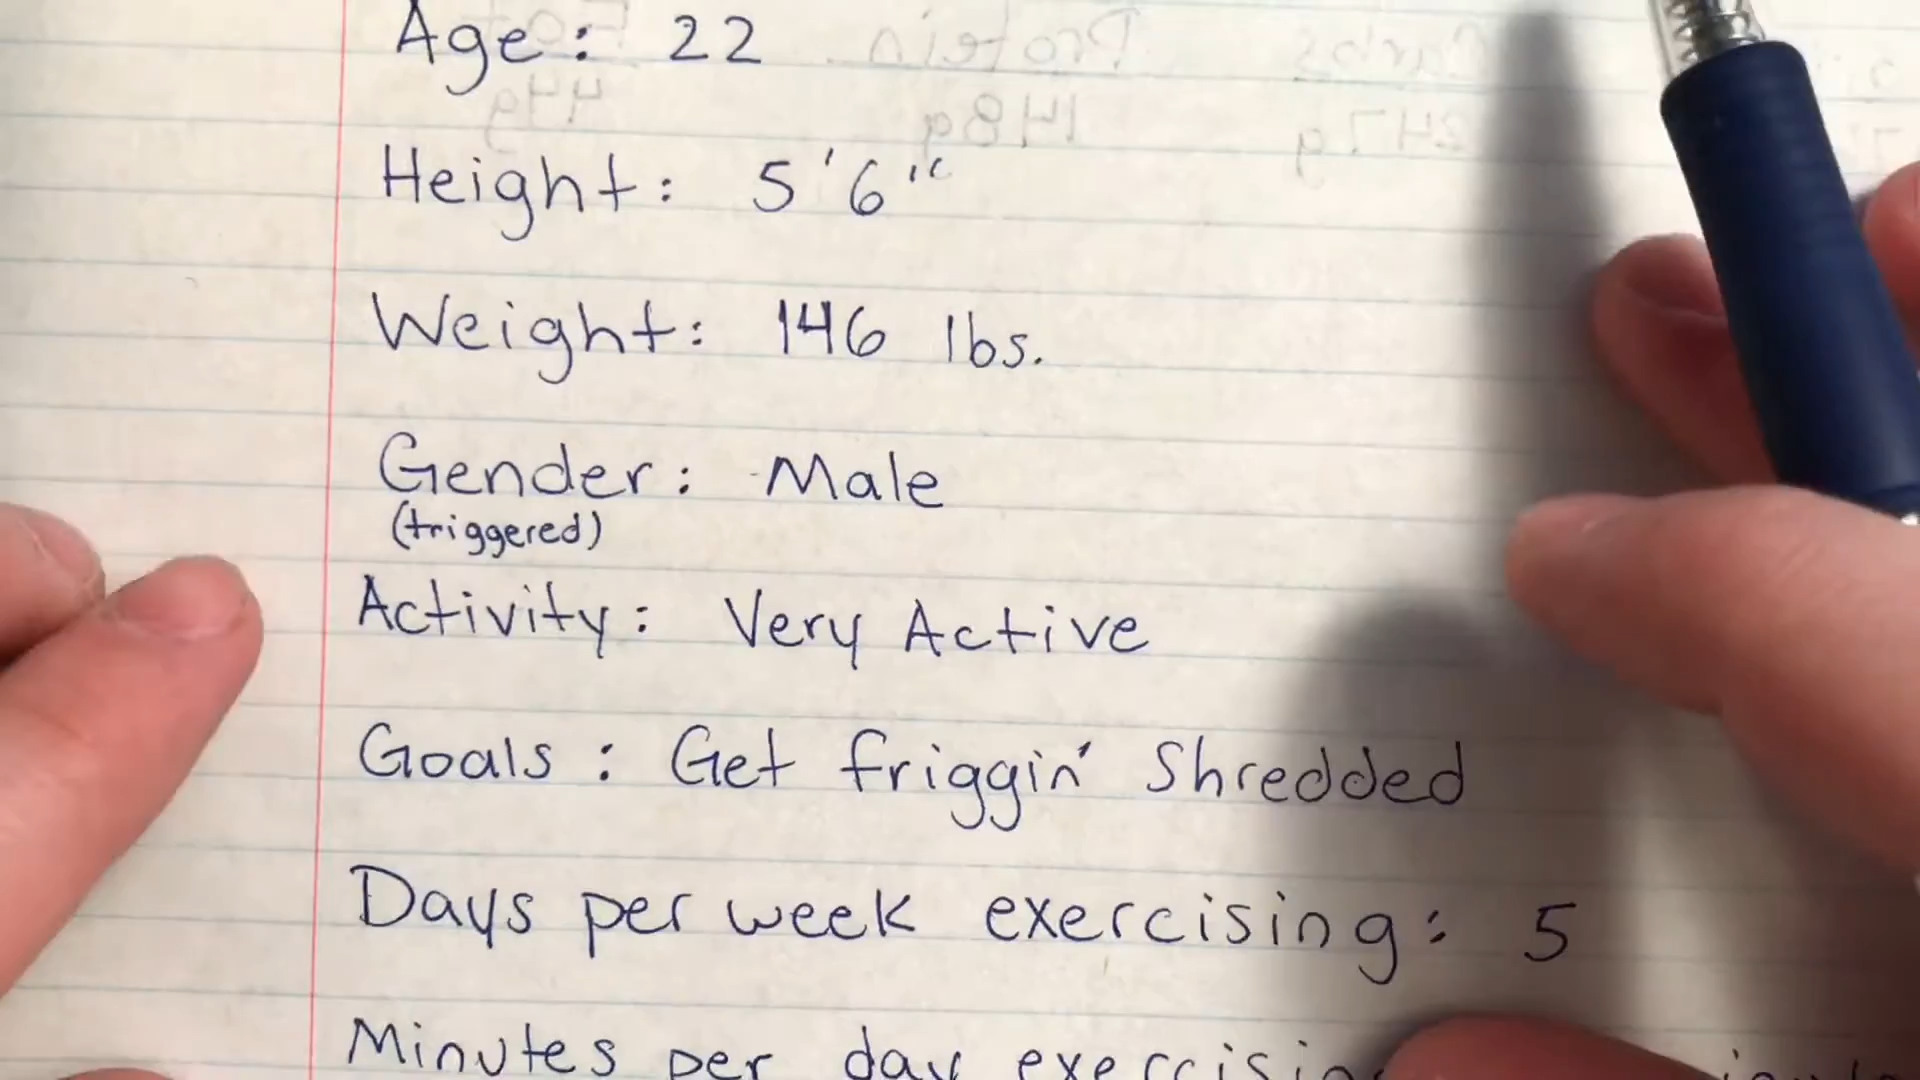 Age: 22
Height: 5'6"
Weight: 146 lbs.
Gender: Male
(triggered)
Activity: Very Active
Goals: Get friggin' Shredded
Days per week exercising: 5
Minutes per day